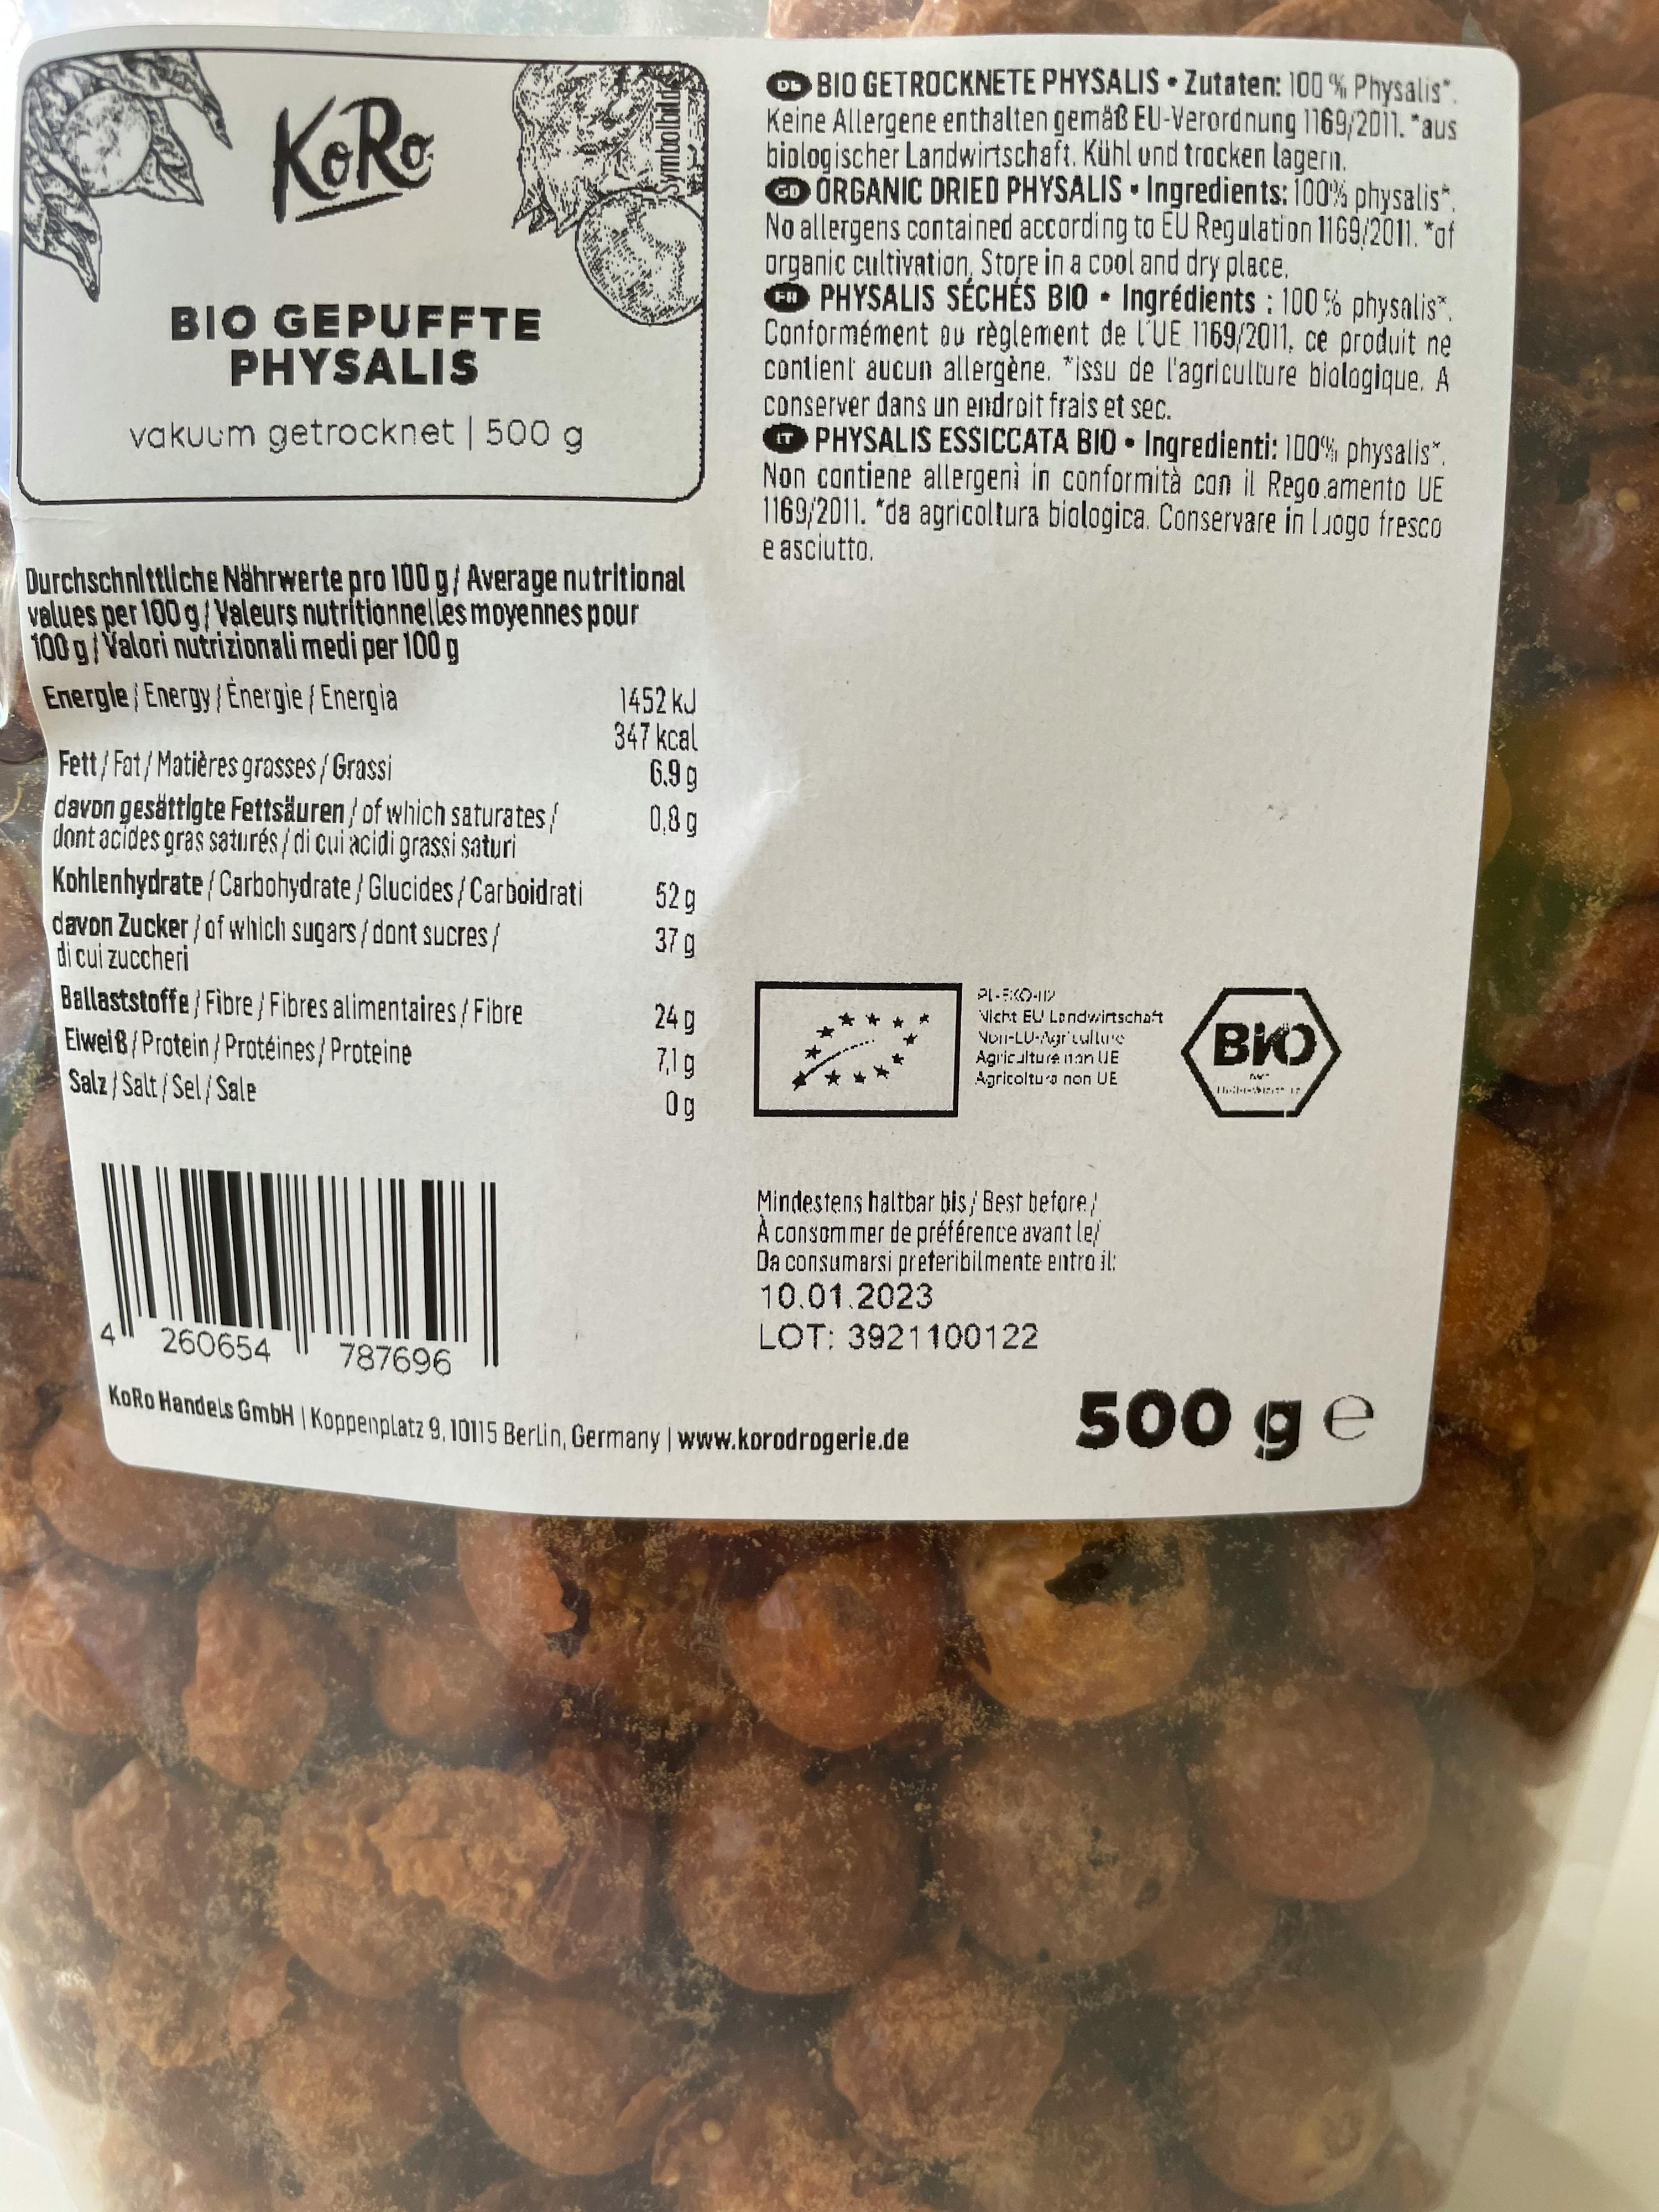 KoRo
Symbolbild
BIO GEPUFFTE
PHYSALIS
vakuum getrocknet | 500 g
Durchschnittliche Nährwerte pro 100 g / Average nutritional
values per 100 g / Valeurs nutritionnelles moyennes pour
100 g / Valori nutrizionali medi per 100 g
Energie / Energy / Énergie / Energia 1452 kJ
347 kcal
Fett / Fat / Matières grasses / Grassi 6,9 g
davon gesättigte Fettsäuren / of which saturates / 0,8 g
dont acides gras saturés / di cui acidi grassi saturi
Kohlenhydrate / Carbohydrate / Glucides / Carboidrati 52 g
davon Zucker / of which sugars / dont sucres / 37 g
di cui zuccheri
Ballaststoffe / Fibre / Fibres alimentaires / Fibre 24 g
Eiweiß / Protein / Protéines / Proteine 7,1 g
Salz / Salt / Sel / Sale 0 g
4 260654 787696
KoRo Handels GmbH | Koppenplatz 9, 10115 Berlin, Germany | www.korodrogerie.de
DE BIO GETROCKNETE PHYSALIS • Zutaten: 100 % Physalis*.
Keine Allergene enthalten gemäß EU-Verordnung 1169/2011. *aus
biologischer Landwirtschaft. Kühl und trocken lagern.
GB ORGANIC DRIED PHYSALIS • Ingredients: 100% physalis*.
No allergens contained according to EU Regulation 1169/2011. *of
organic cultivation. Store in a cool and dry place.
FR PHYSALIS SÉCHÉS BIO • Ingrédients : 100 % physalis*.
Conformément au règlement de l'UE 1169/2011, ce produit ne
contient aucun allergène. *issu de l'agriculture biologique. A
conserver dans un endroit frais et sec.
IT PHYSALIS ESSICCATA BIO • Ingredienti: 100% physalis*.
Non contiene allergeni in conformità con il Regolamento UE
1169/2011. *da agricoltura biologica. Conservare in luogo fresco
e asciutto.
Nicht EU Landwirtschaft
Non-EU-Agriculture
Agriculture non UE
Agricoltura non UE
BIO
Mindestens haltbar bis / Best before /
À consommer de préférence avant le/
Da consumarsi preferibilmente entro il:
10.01.2023
LOT: 3921100122
500 g e